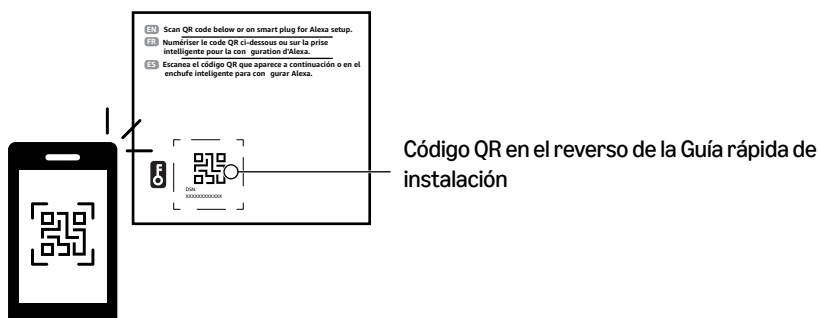 EN Scan QR code below or on smart plug for Alexa setup.
FR Numériser le code QR ci-dessous ou sur la prise
intelligente pour la con guration d'Alexa.
ES Escanea el código QR que aparece a continuación o en el
enchufe inteligente para con gurar Alexa.
DSN:
XXXXXXXXXXXX
Código QR en el reverso de la Guía rápida de
instalación